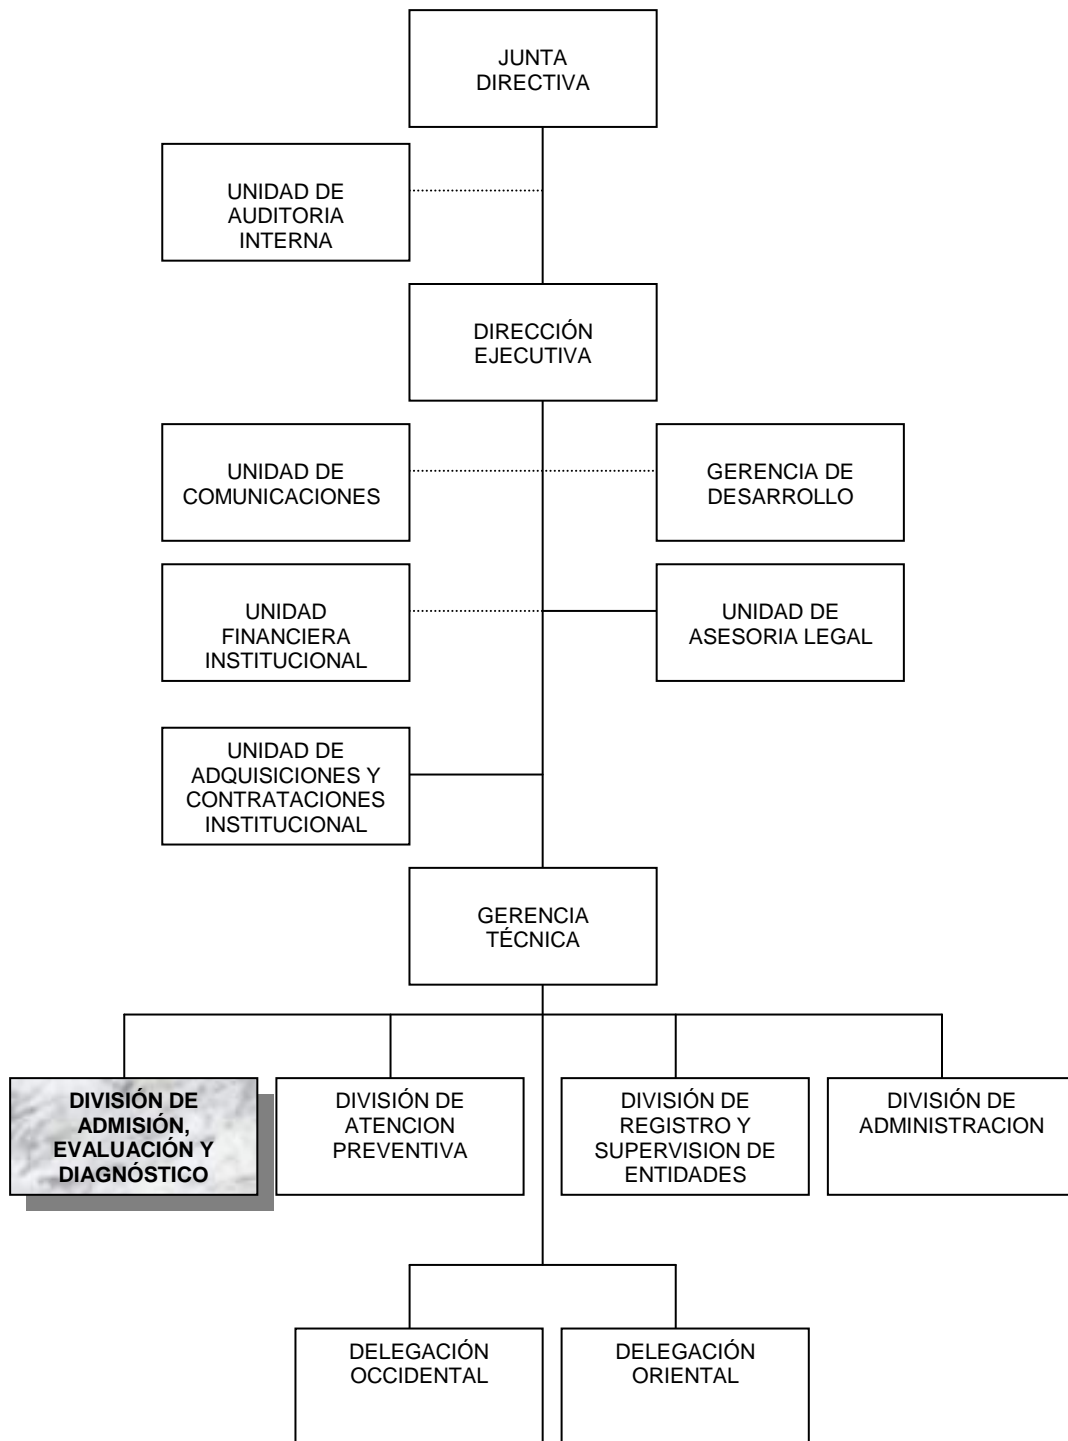 JUNTA
DIRECTIVA
UNIDAD DE
AUDITORIA
INTERNA
DIRECCIÓN
EJECUTIVA
UNIDAD DE
COMUNICACIONES
GERENCIA DE
DESARROLLO
UNIDAD
FINANCIERA
INSTITUCIONAL
UNIDAD DE
ASESORIA LEGAL
UNIDAD DE
ADQUISICIONES Y
CONTRATACIONES
INSTITUCIONAL
GERENCIA
TÉCNICA
DIVISIÓN DE
ADMISIÓN,
EVALUACIÓN Y
DIAGNÓSTICO
DIVISIÓN DE
ATENCION
PREVENTIVA
DIVISIÓN DE
REGISTRO Y
SUPERVISION DE
ENTIDADES
DIVISIÓN DE
ADMINISTRACION
DELEGACIÓN
OCCIDENTAL
DELEGACIÓN
ORIENTAL